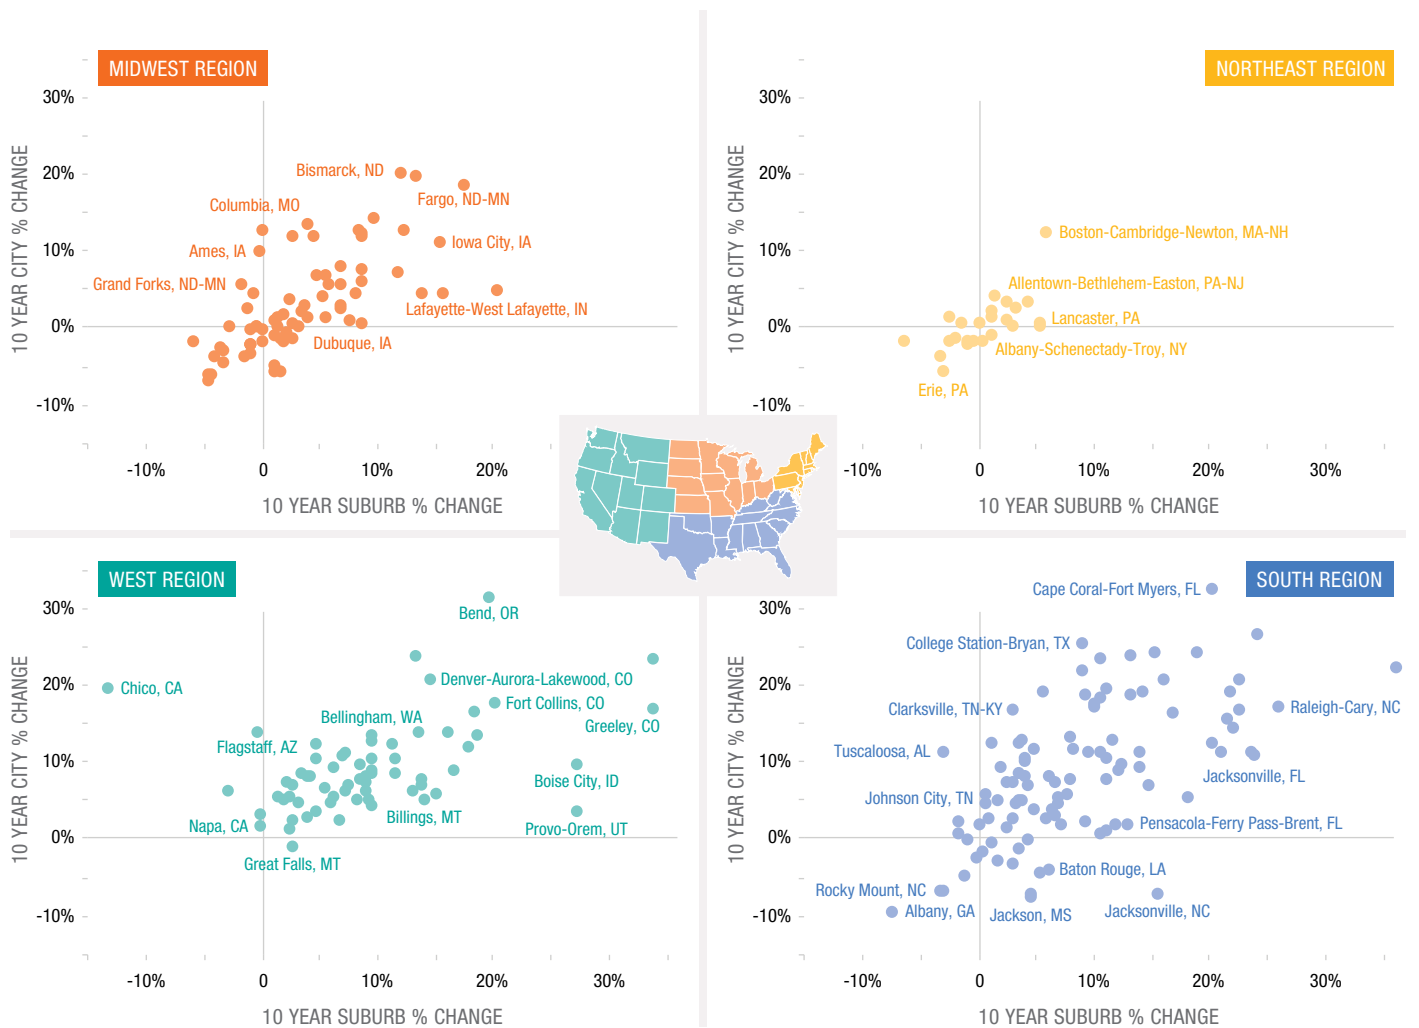 MIDWEST REGION
10 YEAR CITY % CHANGE
30%
20%
10%
0%
-10%
Bismarck, ND
Fargo, ND-MN
Columbia, MO
Iowa City, IA
Ames, IA
Grand Forks, ND-MN
Lafayette-West Lafayette, IN
Dubuque, IA
-10%
0
10%
20%
10 YEAR SUBURB % CHANGE
NORTHEAST REGION
10 YEAR CITY % CHANGE
30%
20%
10%
0%
-10%
Boston-Cambridge-Newton, MA-NH
Allentown-Bethlehem-Easton, PA-NJ
Lancaster, PA
Albany-Schenectady-Troy, NY
Erie, PA
-10%
0
10%
20%
30%
10 YEAR SUBURB % CHANGE
WEST REGION
10 YEAR CITY % CHANGE
30%
20%
10%
0%
-10%
Bend, OR
Chico, CA
Denver-Aurora-Lakewood, CO
Fort Collins, CO
Bellingham, WA
Greeley, CO
Flagstaff, AZ
Boise City, ID
Billings, MT
Napa, CA
Provo-Orem, UT
Great Falls, MT
-10%
0
10%
20%
30%
10 YEAR SUBURB % CHANGE
SOUTH REGION
10 YEAR CITY % CHANGE
30%
20%
10%
0%
-10%
Cape Coral-Fort Myers, FL
College Station-Bryan, TX
Clarksville, TN-KY
Raleigh-Cary, NC
Tuscaloosa, AL
Jacksonville, FL
Johnson City, TN
Pensacola-Ferry Pass-Brent, FL
Baton Rouge, LA
Rocky Mount, NC
Albany, GA
Jackson, MS
Jacksonville, NC
-10%
0
10%
20%
30%
10 YEAR SUBURB % CHANGE